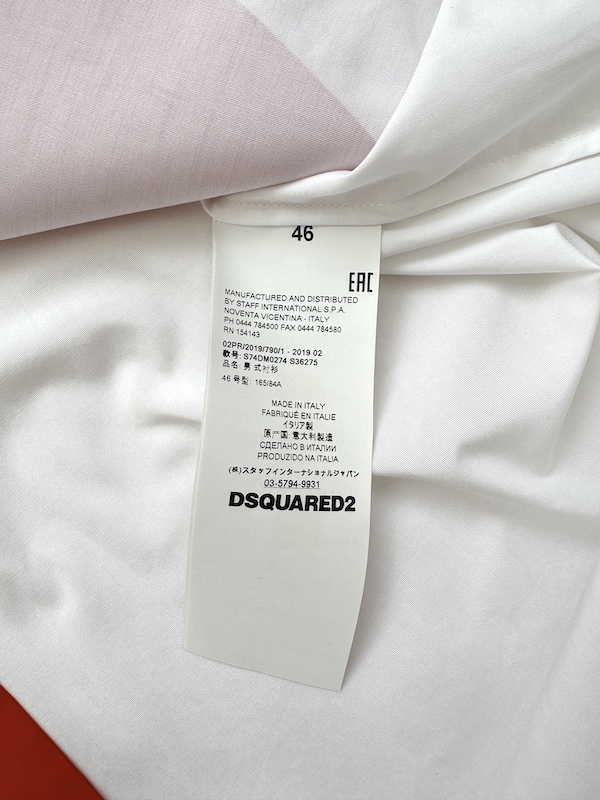 46
EAC
MANUFACTURED AND DISTRIBUTED
BY STAFF INTERNATIONAL S.P.A.
NOVENTA VICENTINA - ITALY
PH 0444 784500 FAX 0444 784580
RN 154143
02PR/2019/790/1 - 2019 02
款号: S74DM0274 S36275
品名: 男 式衬衫
46 号型: 165/84A
MADE IN ITALY
FABRIQUÉ EN ITALIE
イタリア製
原产国: 意大利製造
СДЕЛАНО В ИТАЛИИ
PRODUZIDO NA ITALIA
(株)スタッフインターナショナルジャパン
03-5794-9931
DSQUARED2